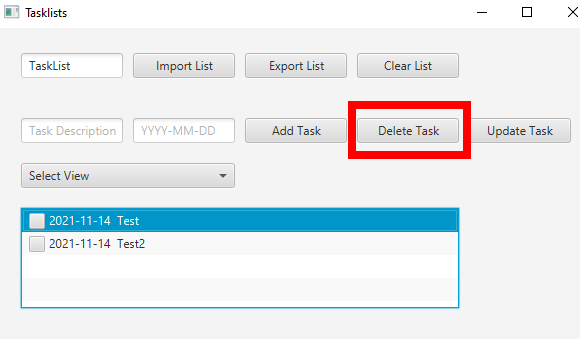 Tasklists
TaskList Import List Export List Clear List
Task Description YYYY-MM-DD Add Task Delete Task Update Task
Select View
2021-11-14 Test
2021-11-14 Test2